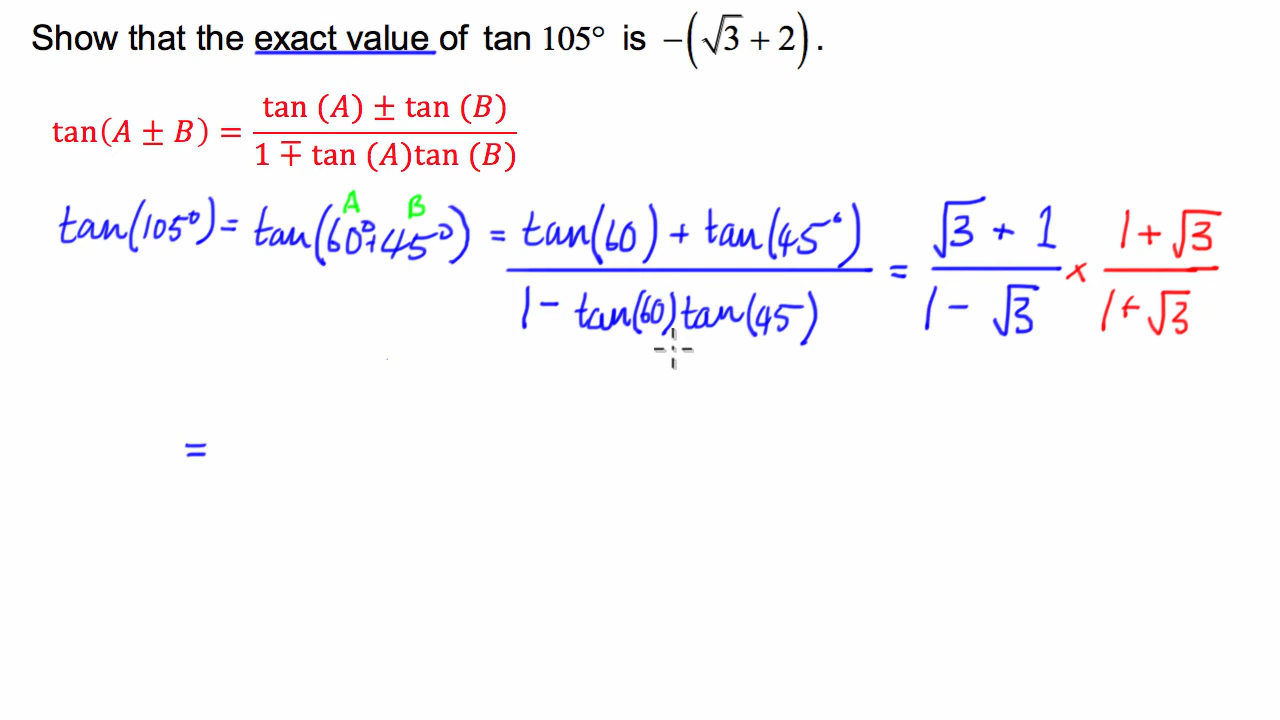 Show that the exact value of tan 105° is −(√3 + 2).
tan(A ± B) = tan (A) ± tan (B) / 1 ∓ tan (A)tan (B)
A B
tan(105°) = tan(60°+45°) = tan(60) + tan(45°) / 1 − tan(60)tan(45) = √3 + 1 / 1 − √3 × 1 + √3 / 1 + √3
=